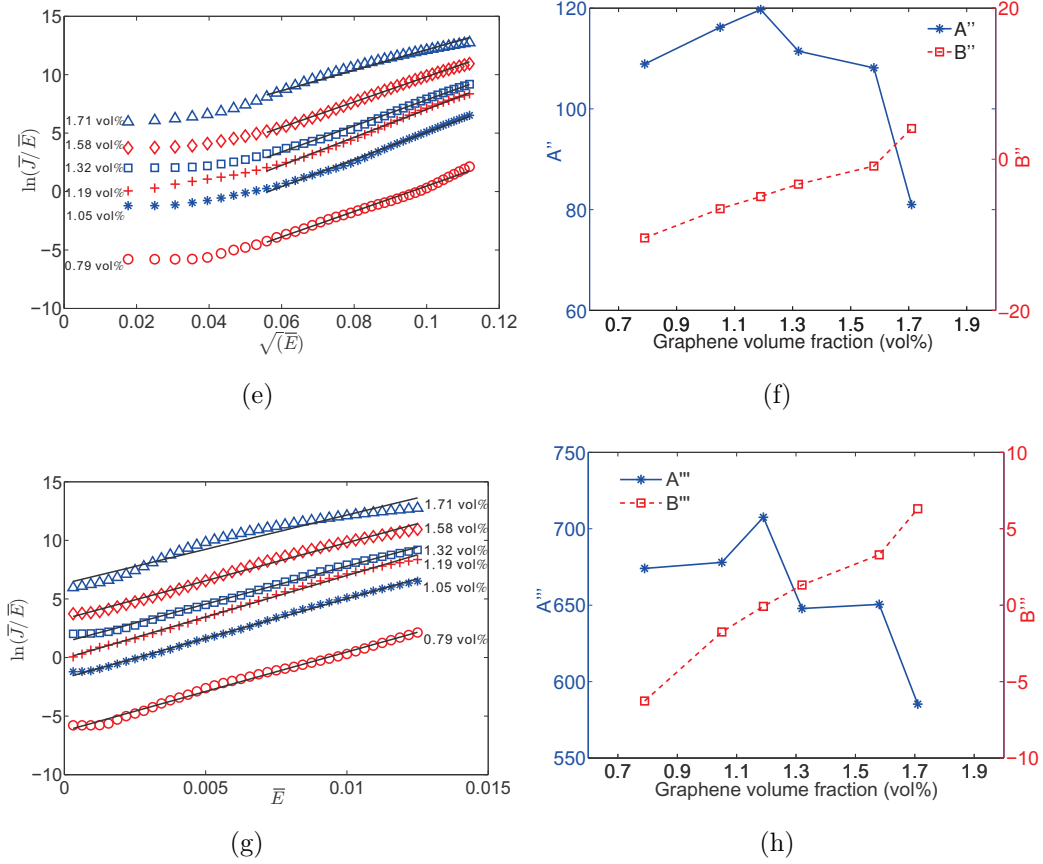 15
10
5
0
−5
−10
ln(J̅/ E̅)
1.71 vol%
1.58 vol%
1.32 vol%
1.19 vol%
1.05 vol%
0.79 vol%
0
0.02
0.04
0.06
0.08
0.1
0.12
√(E̅)
(e)
120
100
80
60
A''
20
0
−20
B''
A''
B''
0.7
0.9
1.1
1.3
1.5
1.7
1.9
Graphene volume fraction (vol%)
(f)
15
10
5
0
−5
−10
ln(J̅/ E̅)
1.71 vol%
1.58 vol%
1.32 vol%
1.19 vol%
1.05 vol%
0.79 vol%
0
0.005
0.01
0.015
E̅
(g)
750
700
650
600
550
A'''
10
5
0
−5
−10
B'''
A'''
B'''
0.7
0.9
1.1
1.3
1.5
1.7
1.9
Graphene volume fraction (vol%)
(h)